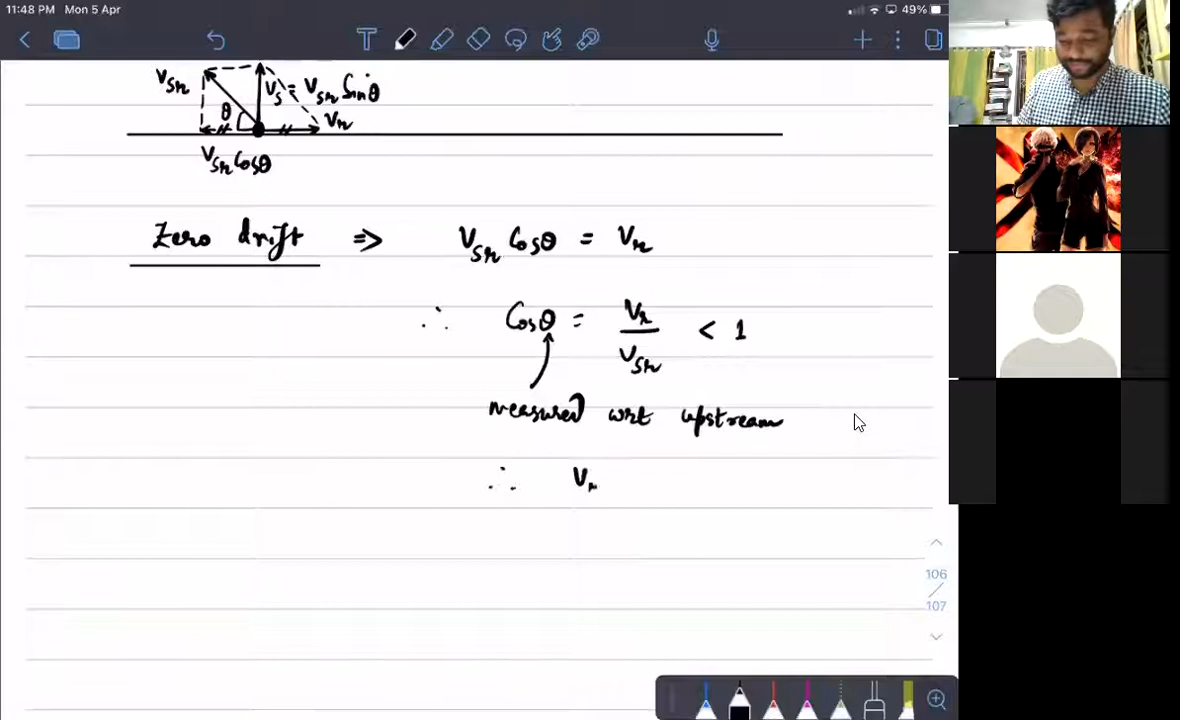 11:48 PM Mon 5 Apr 49%
T
Vsr Vs = Vsr Sinθ
θ Vr
Vsr Cosθ
Zero drift ⇒ Vsr Cosθ = Vr
∴ Cosθ = Vr / Vsr < 1
measured wrt upstream
∴ Vr
106
107